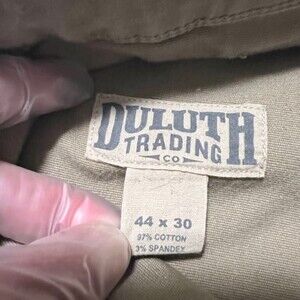 DULUTH
TRADING
CO
44 x 30
97% COTTON
3% SPANDEX